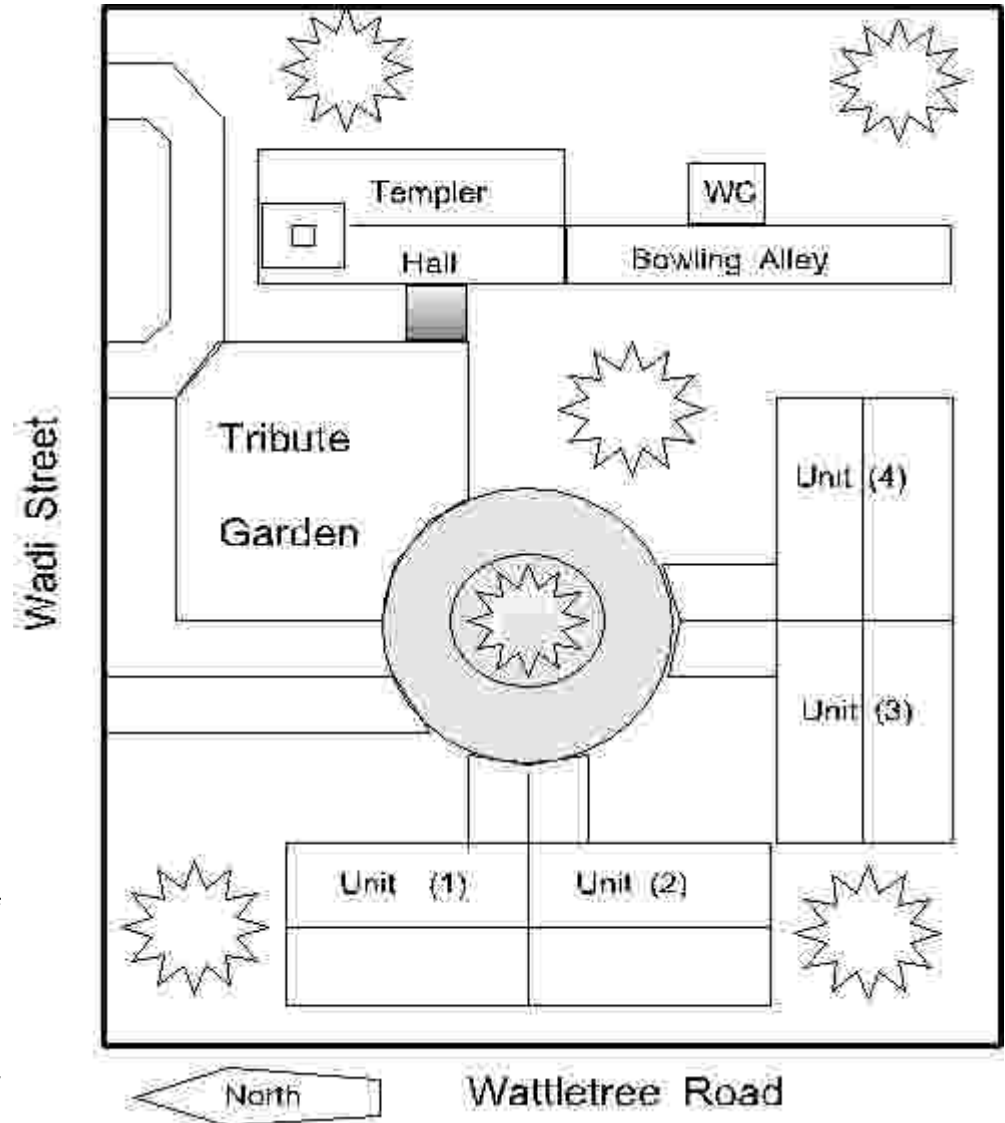 Templer
WC
Hall
Bowling Alley
Tribute
Garden
Wadi Street
Unit (4)
Unit (3)
Unit (1)
Unit (2)
North
Wattletree Road